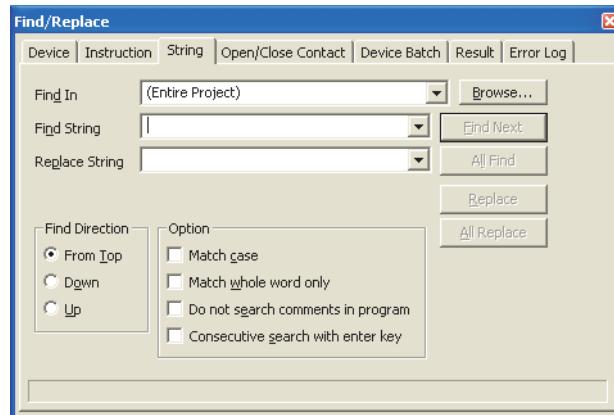 Find/Replace
Device Instruction String Open/Close Contact Device Batch Result Error Log
Find In (Entire Project) Browse...
Find String Find Next
Replace String All Find
Replace
All Replace
Find Direction Option
From Top Match case
Down Match whole word only
Up Do not search comments in program
Consecutive search with enter key